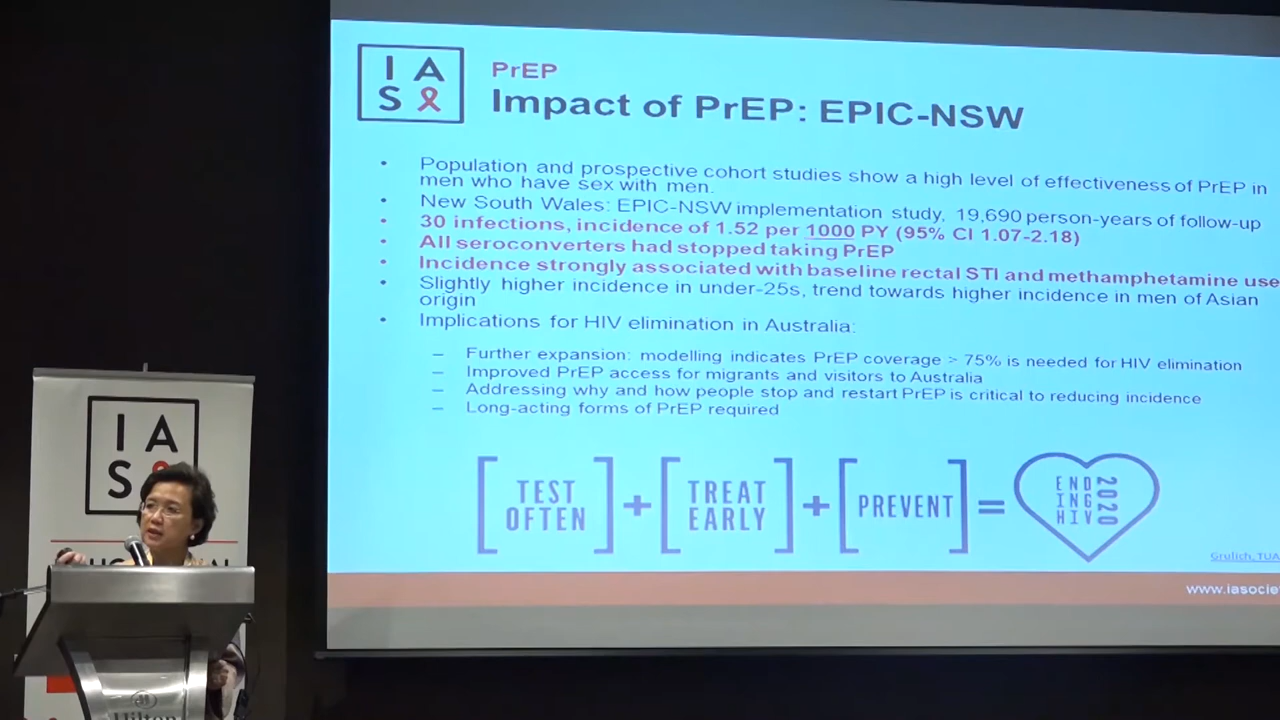 I A
S
PrEP
Impact of PrEP: EPIC-NSW
• Population and prospective cohort studies show a high level of effectiveness of PrEP in
men who have sex with men.
• New South Wales: EPIC-NSW implementation study, 19,690 person-years of follow-up
• 30 infections, incidence of 1.52 per 1000 PY (95% CI 1.07-2.18)
• All seroconverters had stopped taking PrEP
• Incidence strongly associated with baseline rectal STI and methamphetamine use
• Slightly higher incidence in under-25s, trend towards higher incidence in men of Asian
origin
• Implications for HIV elimination in Australia:
– Further expansion: modelling indicates PrEP coverage > 75% is needed for HIV elimination
– Improved PrEP access for migrants and visitors to Australia
– Addressing why and how people stop and restart PrEP is critical to reducing incidence
– Long-acting forms of PrEP required
[TEST OFTEN] + [TREAT EARLY] + [PREVENT] = END ING HIV 2020
Grulich, TUA
www.iasocie
I A
S
Hilton